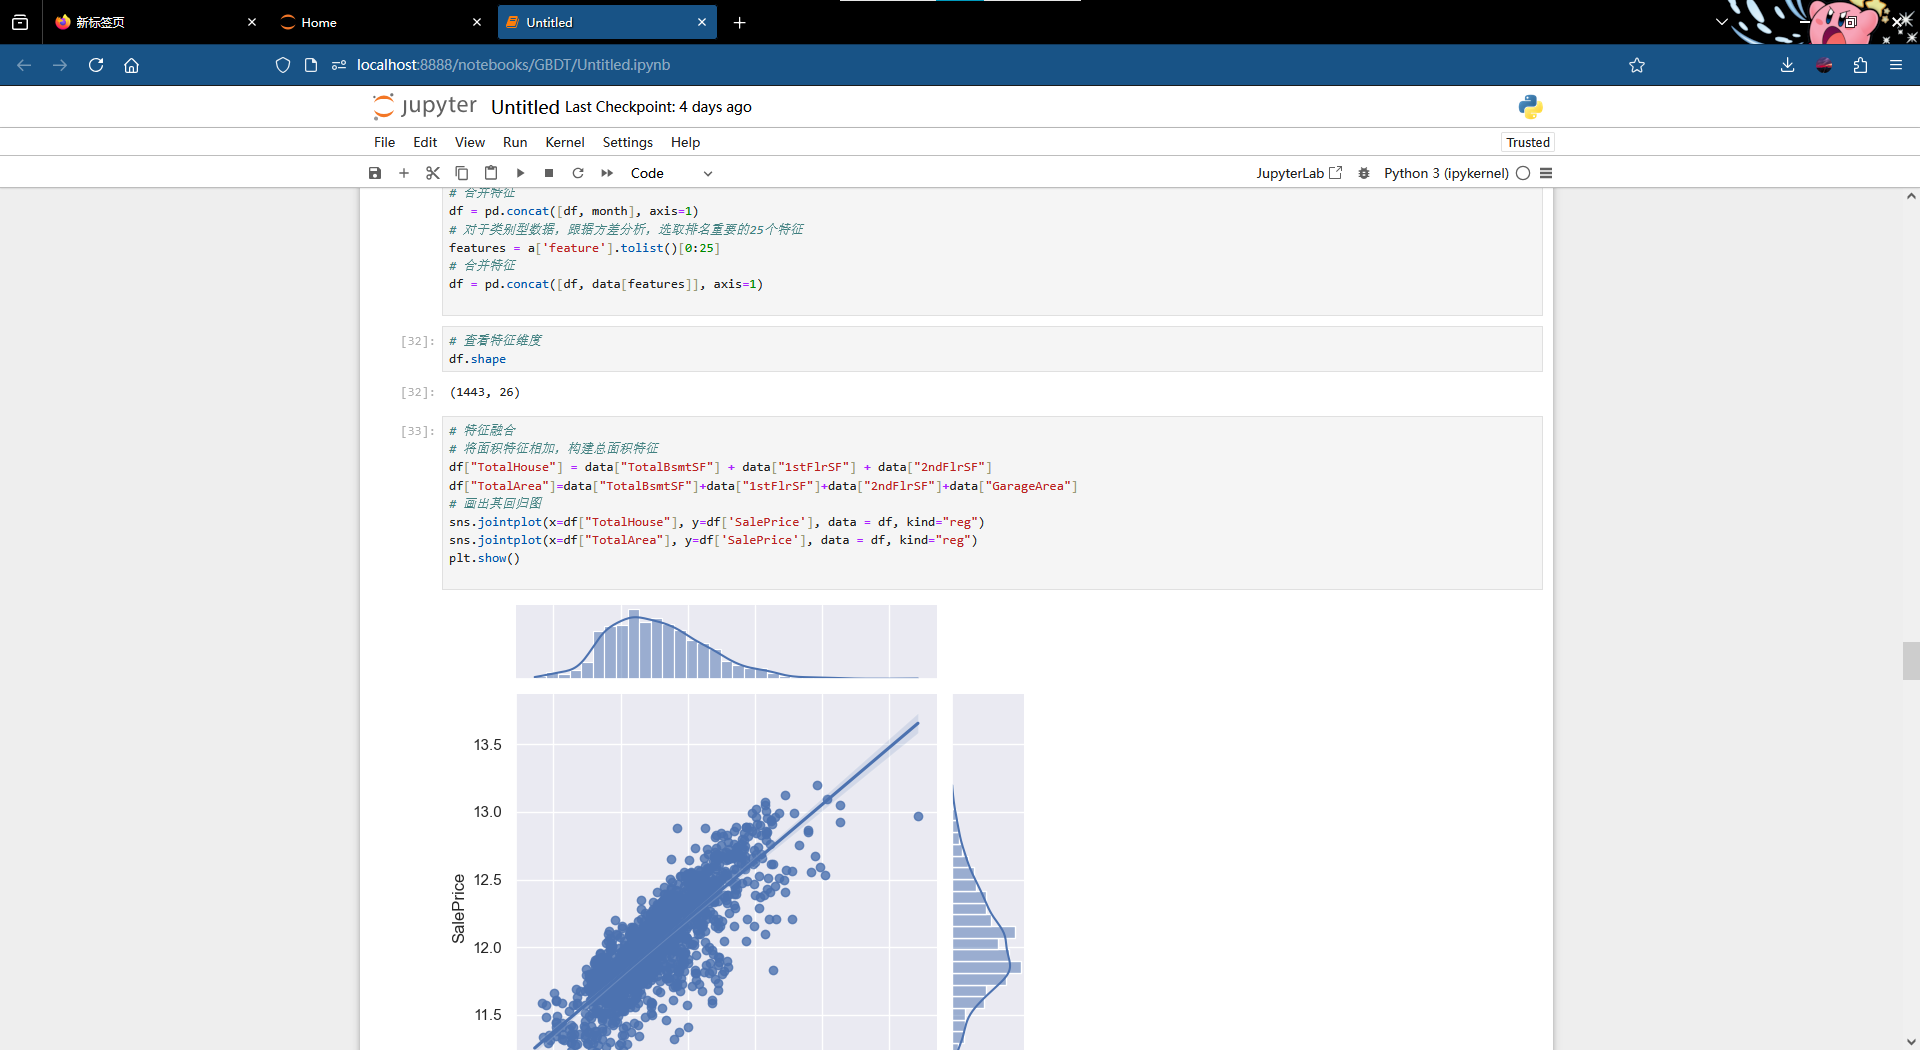 新标签页
Home
Untitled
localhost:8888/notebooks/GBDT/Untitled.ipynb
jupyter Untitled Last Checkpoint: 4 days ago
File Edit View Run Kernel Settings Help
Trusted
Code
JupyterLab
Python 3 (ipykernel)
# 合并特征
df = pd.concat([df, month], axis=1)
# 对于类别型数据，跟据方差分析，选取排名重要的25个特征
features = a['feature'].tolist()[0:25]
# 合并特征
df = pd.concat([df, data[features]], axis=1)
[32]:
# 查看特征维度
df.shape
[32]:
(1443, 26)
[33]:
# 特征融合
# 将面积特征相加，构建总面积特征
df["TotalHouse"] = data["TotalBsmtSF"] + data["1stFlrSF"] + data["2ndFlrSF"]
df["TotalArea"]=data["TotalBsmtSF"]+data["1stFlrSF"]+data["2ndFlrSF"]+data["GarageArea"]
# 画出其回归图
sns.jointplot(x=df["TotalHouse"], y=df['SalePrice'], data = df, kind="reg")
sns.jointplot(x=df["TotalArea"], y=df['SalePrice'], data = df, kind="reg")
plt.show()
13.5
13.0
12.5
12.0
11.5
SalePrice